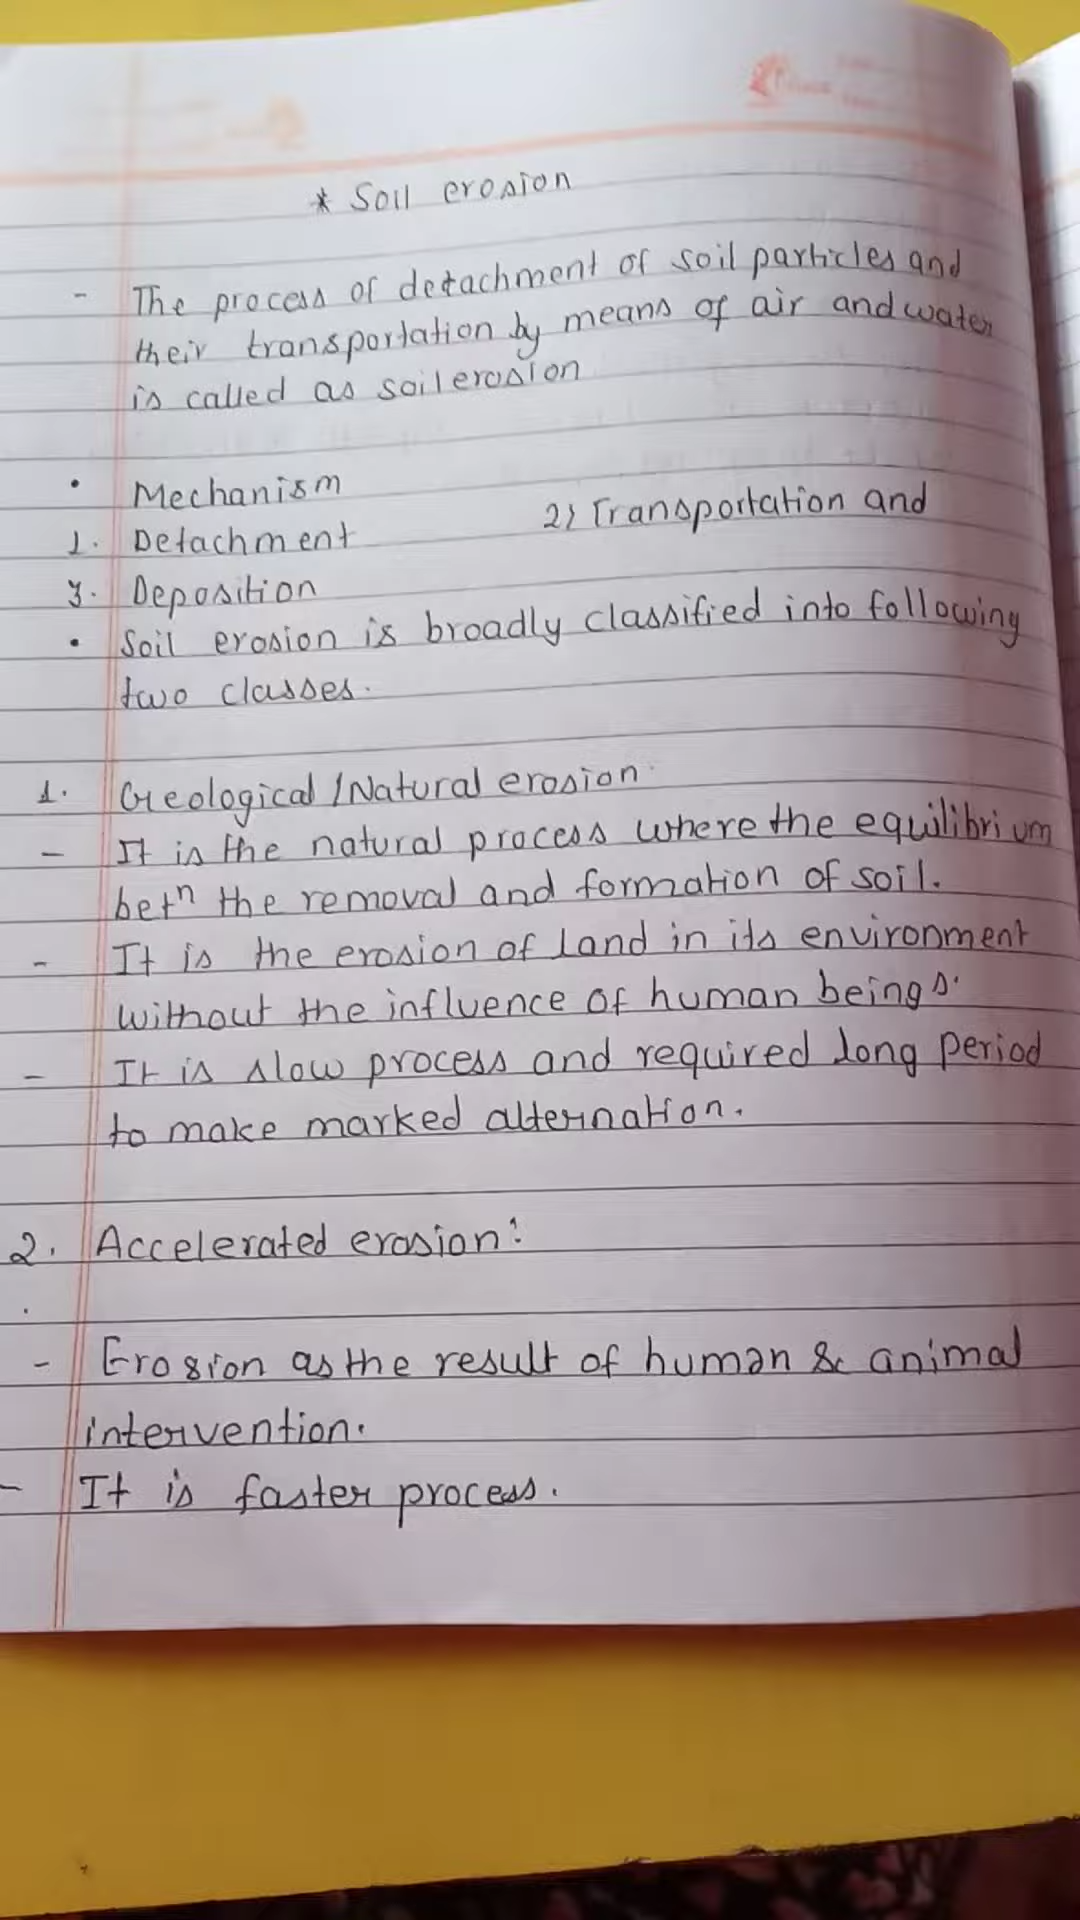 * Soil erosion
- The process of detachment of soil particles and
their transportation by means of air and water
is called as soil erosion
• Mechanism
1. Detachment 2) Transportation and
3. Deposition
• Soil erosion is broadly classified into following
two classes.
1. Geological / Natural erosion.
- It is the natural process where the equilibrium
betn the removal and formation of soil.
- It is the erosion of land in its environment
without the influence of human beings.
- It is slow process and required long period
to make marked alternation.
2. Accelerated erosion:
- Erosion as the result of human & animal
intervention.
- It is faster process.